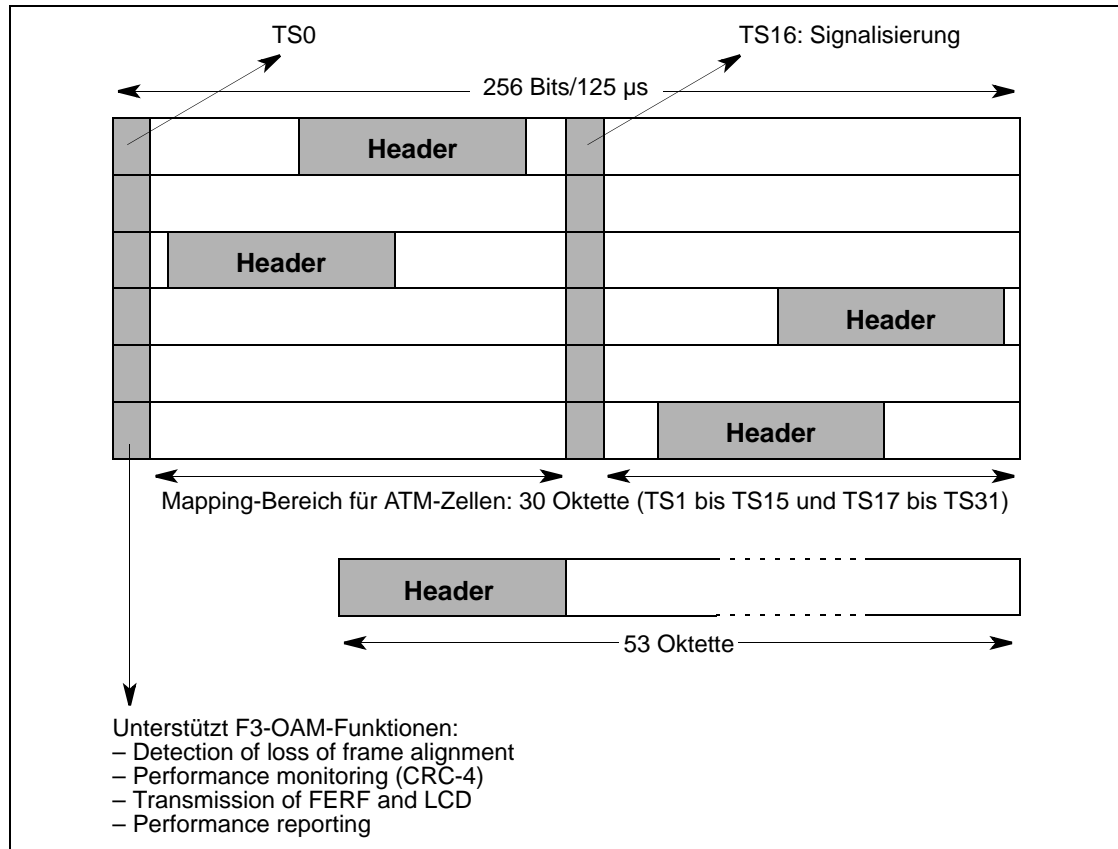 TS0
TS16: Signalisierung
256 Bits/125 µs
Header
Header
Header
Header
Mapping-Bereich für ATM-Zellen: 30 Oktette (TS1 bis TS15 und TS17 bis TS31)
Header
53 Oktette
Unterstützt F3-OAM-Funktionen:
– Detection of loss of frame alignment
– Performance monitoring (CRC-4)
– Transmission of FERF and LCD
– Performance reporting